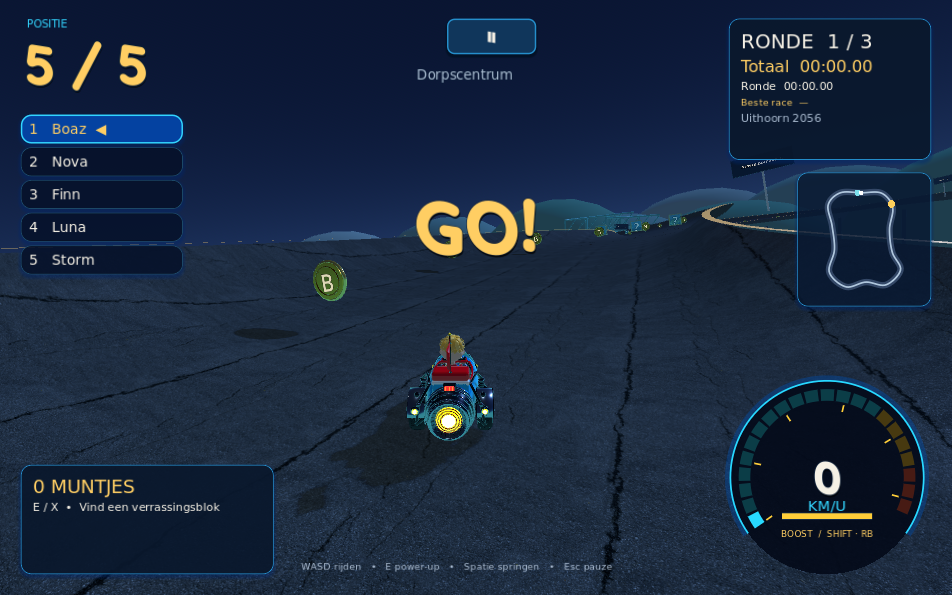 POSITIE
5 / 5
1 Boaz ◀
2 Nova
3 Finn
4 Luna
5 Storm
Dorpscentrum
RONDE 1 / 3
Totaal 00:00.00
Ronde 00:00.00
Beste race —
Uithoorn 2056
GO!
B
0 MUNTJES
E / X • Vind een verrassingsblok
WASD rijden • E power-up • Spatie springen • Esc pauze
0
KM/U
BOOST / SHIFT · RB